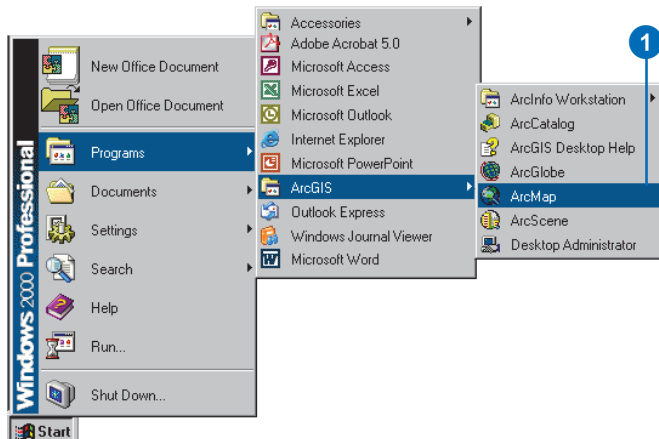 New Office Document
Open Office Document
Programs
Documents
Settings
Search
Help
Run...
Shut Down...
Windows 2000 Professional
Start
Accessories
Adobe Acrobat 5.0
Microsoft Access
Microsoft Excel
Microsoft Outlook
Internet Explorer
Microsoft PowerPoint
ArcGIS
Outlook Express
Windows Journal Viewer
Microsoft Word
1
ArcInfo Workstation
ArcCatalog
ArcGIS Desktop Help
ArcGlobe
ArcMap
ArcScene
Desktop Administrator